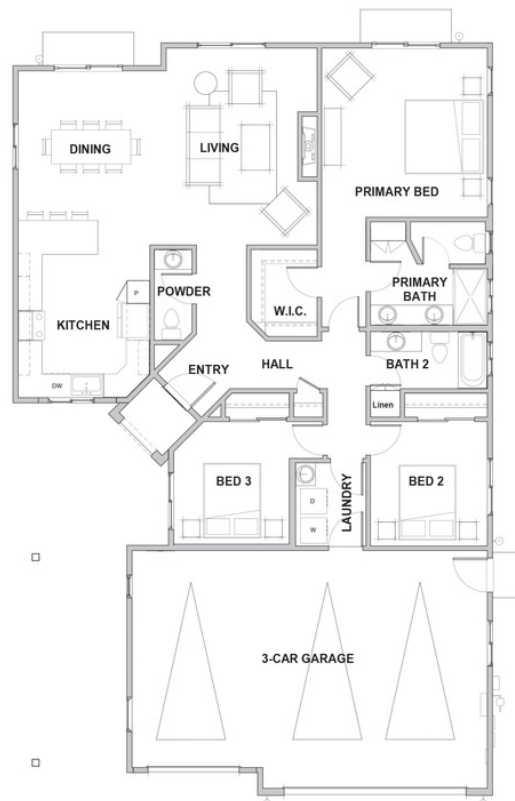 DINING
LIVING
PRIMARY BED
POWDER
W.I.C.
PRIMARY
BATH
P
KITCHEN
DW
ENTRY
HALL
BATH 2
Linen
BED 3
D
W
LAUNDRY
BED 2
3-CAR GARAGE